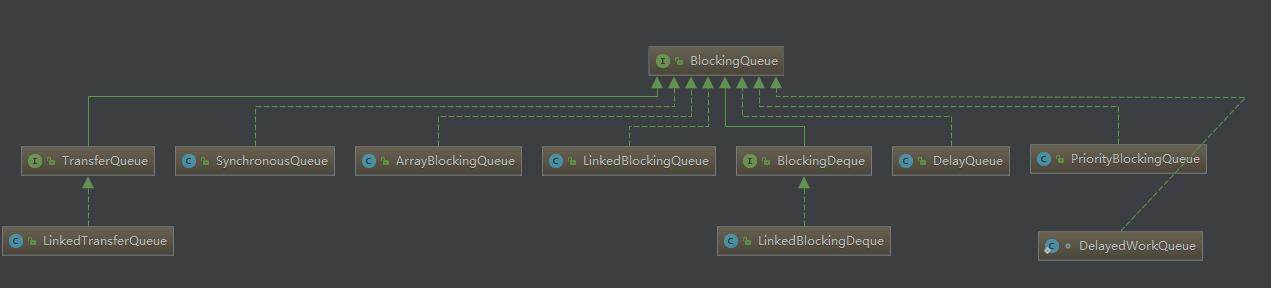 I BlockingQueue
I TransferQueue
C SynchronousQueue
C ArrayBlockingQueue
C LinkedBlockingQueue
I BlockingDeque
C DelayQueue
C PriorityBlockingQueue
C LinkedTransferQueue
C LinkedBlockingDeque
C DelayedWorkQueue